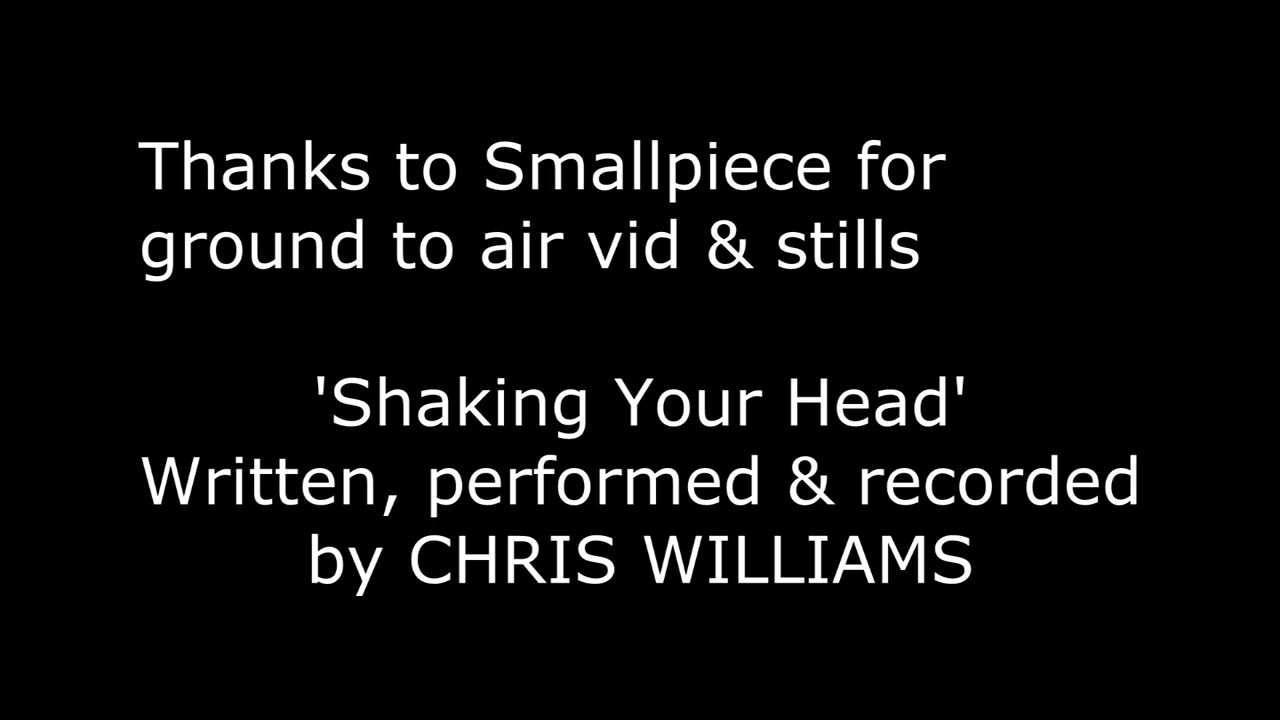 Thanks to Smallpiece for
ground to air vid & stills
'Shaking Your Head'
Written, performed & recorded
by CHRIS WILLIAMS